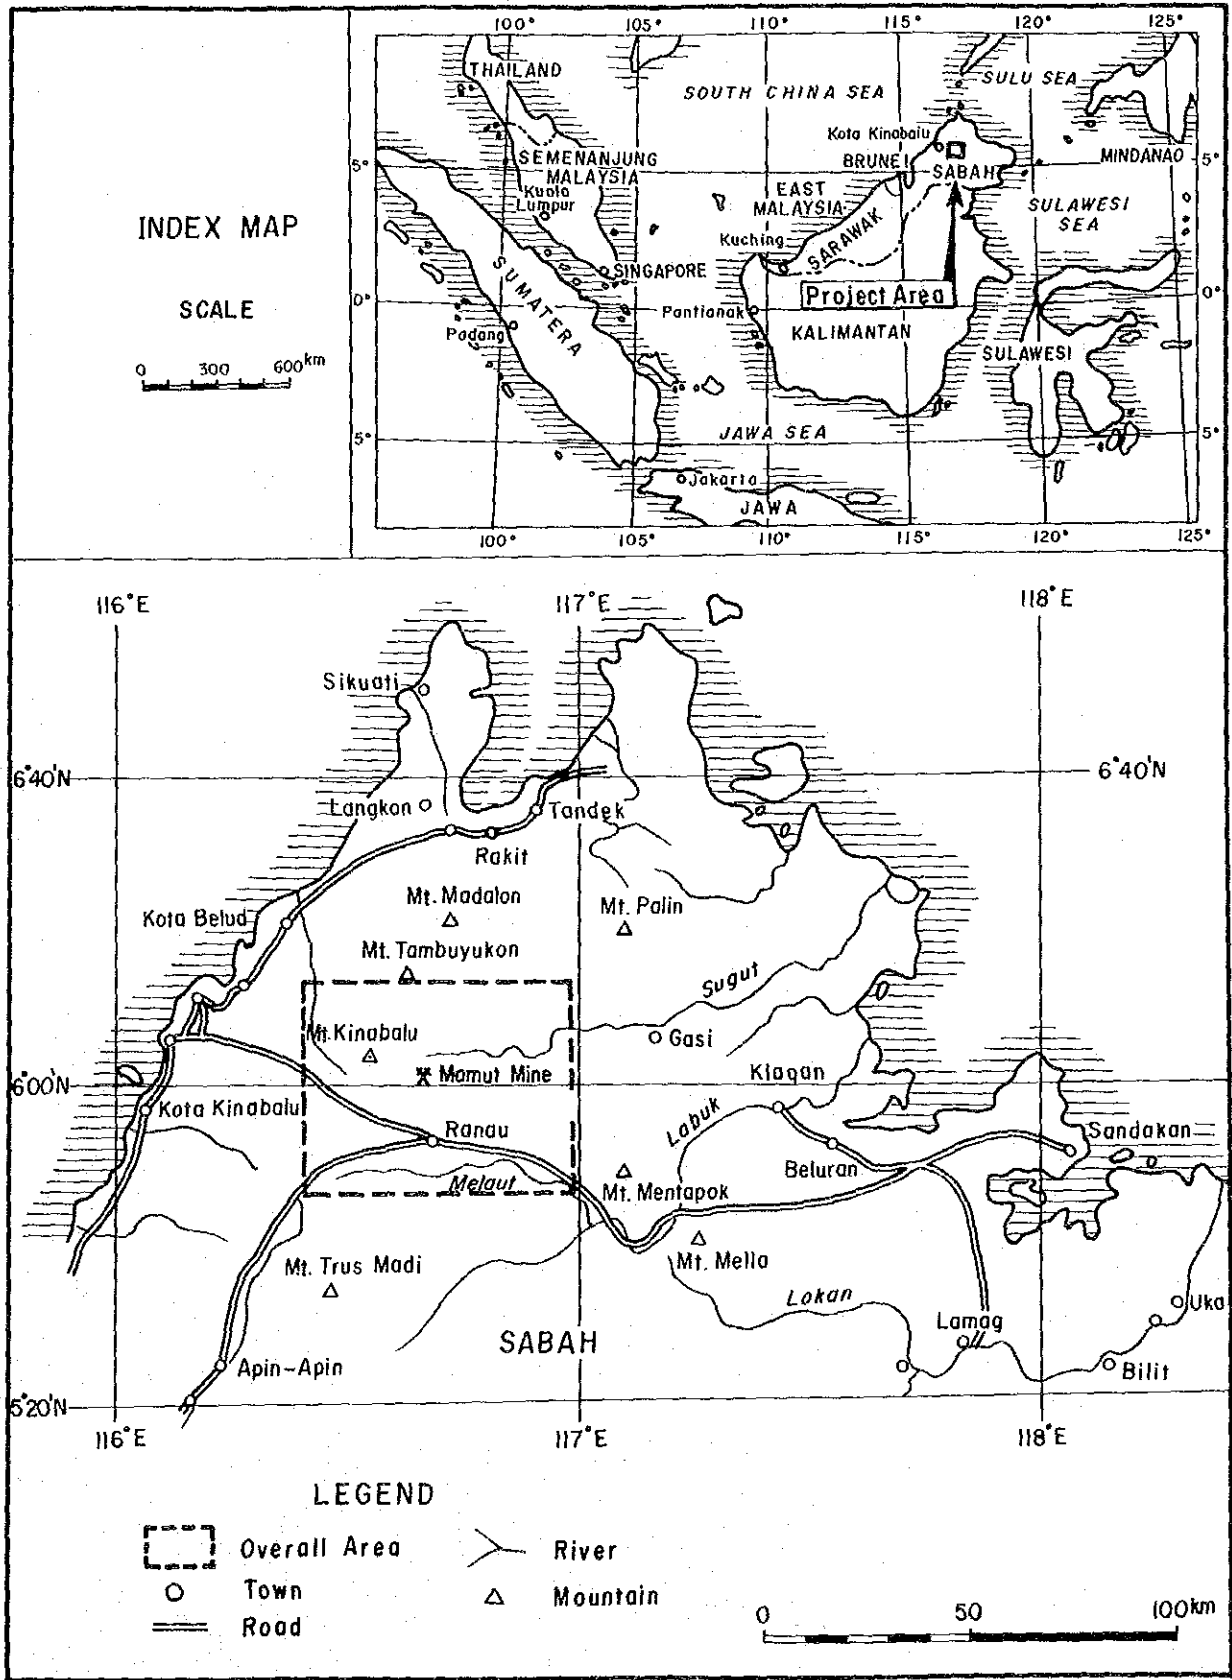 100° 105° 110° 115° 120° 125°
THAILAND
SOUTH CHINA SEA
SULU SEA
Kota Kinabalu
BRUNEI
MINDANAO
5°
5°
SEMENANJUNG
MALAYSIA
SABAH
Kuala
Lumpur
EAST
MALAYSIA
SULAWESI
SEA
INDEX MAP
Kuching
SARAWAK
SUMATERA
SINGAPORE
Project Area
0°
0°
SCALE
Pantianak
KALIMANTAN
Padang
SULAWESI
0 300 600km
JAWA SEA
5°
5°
Jakarta
JAWA
100° 105° 110° 115° 120° 125°
116°E 117°E 118°E
Sikuati
6°40'N
6°40'N
Langkon
Tandek
Rakit
Mt. Madalon
Mt. Palin
Kota Belud
Mt. Tambuyukon
Sugut
Mt. Kinabalu
Gasi
Klagan
6°00'N
Mamut Mine
Kota Kinabalu
Labuk
Ranau
Sandakan
Beluran
Melaut
Mt. Mentapok
Mt. Trus Madi
Mt. Mella
Lokan
Uka
Lamag
SABAH
Apin-Apin
Bilit
5°20'N
116°E 117°E 118°E
LEGEND
Overall Area
River
Town
Mountain
Road
0 50 100km